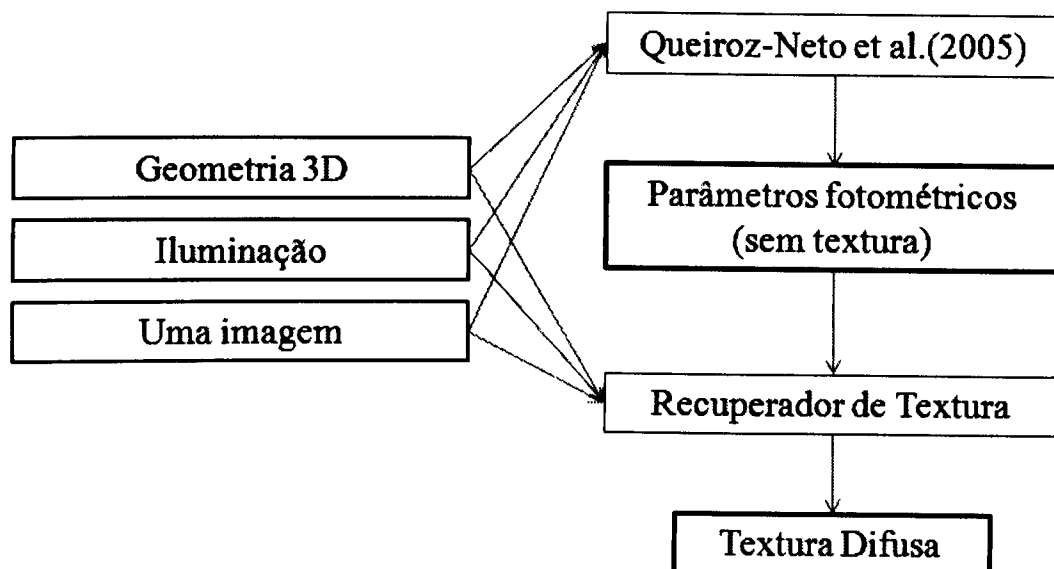 Queiroz-Neto et al.(2005)
Geometria 3D
Iluminação
Uma imagem
Parâmetros fotométricos
(sem textura)
Recuperador de Textura
Textura Difusa